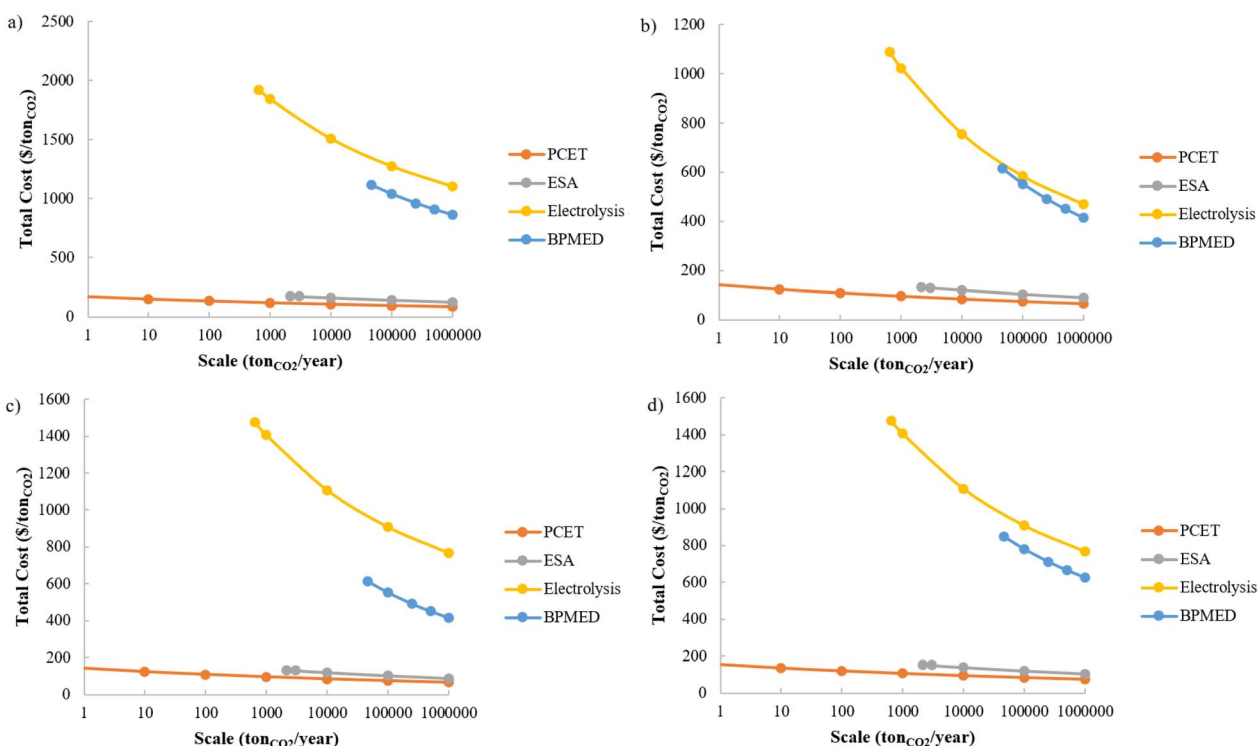 a)
2500
2000
1500
1000
500
0
Total Cost ($/tonCO2)
1 10 100 1000 10000 100000 1000000
Scale (tonCO2/year)
PCET
ESA
Electrolysis
BPMED
b)
1200
1000
800
600
400
200
0
Total Cost ($/tonCO2)
1 10 100 1000 10000 100000 1000000
Scale (tonCO2/year)
PCET
ESA
Electrolysis
BPMED
c)
1600
1400
1200
1000
800
600
400
200
0
Total Cost ($/tonCO2)
1 10 100 1000 10000 100000 1000000
Scale (tonCO2/year)
PCET
ESA
Electrolysis
BPMED
d)
1600
1400
1200
1000
800
600
400
200
0
Total Cost ($/tonCO2)
1 10 100 1000 10000 100000 1000000
Scale (tonCO2/year)
PCET
ESA
Electrolysis
BPMED